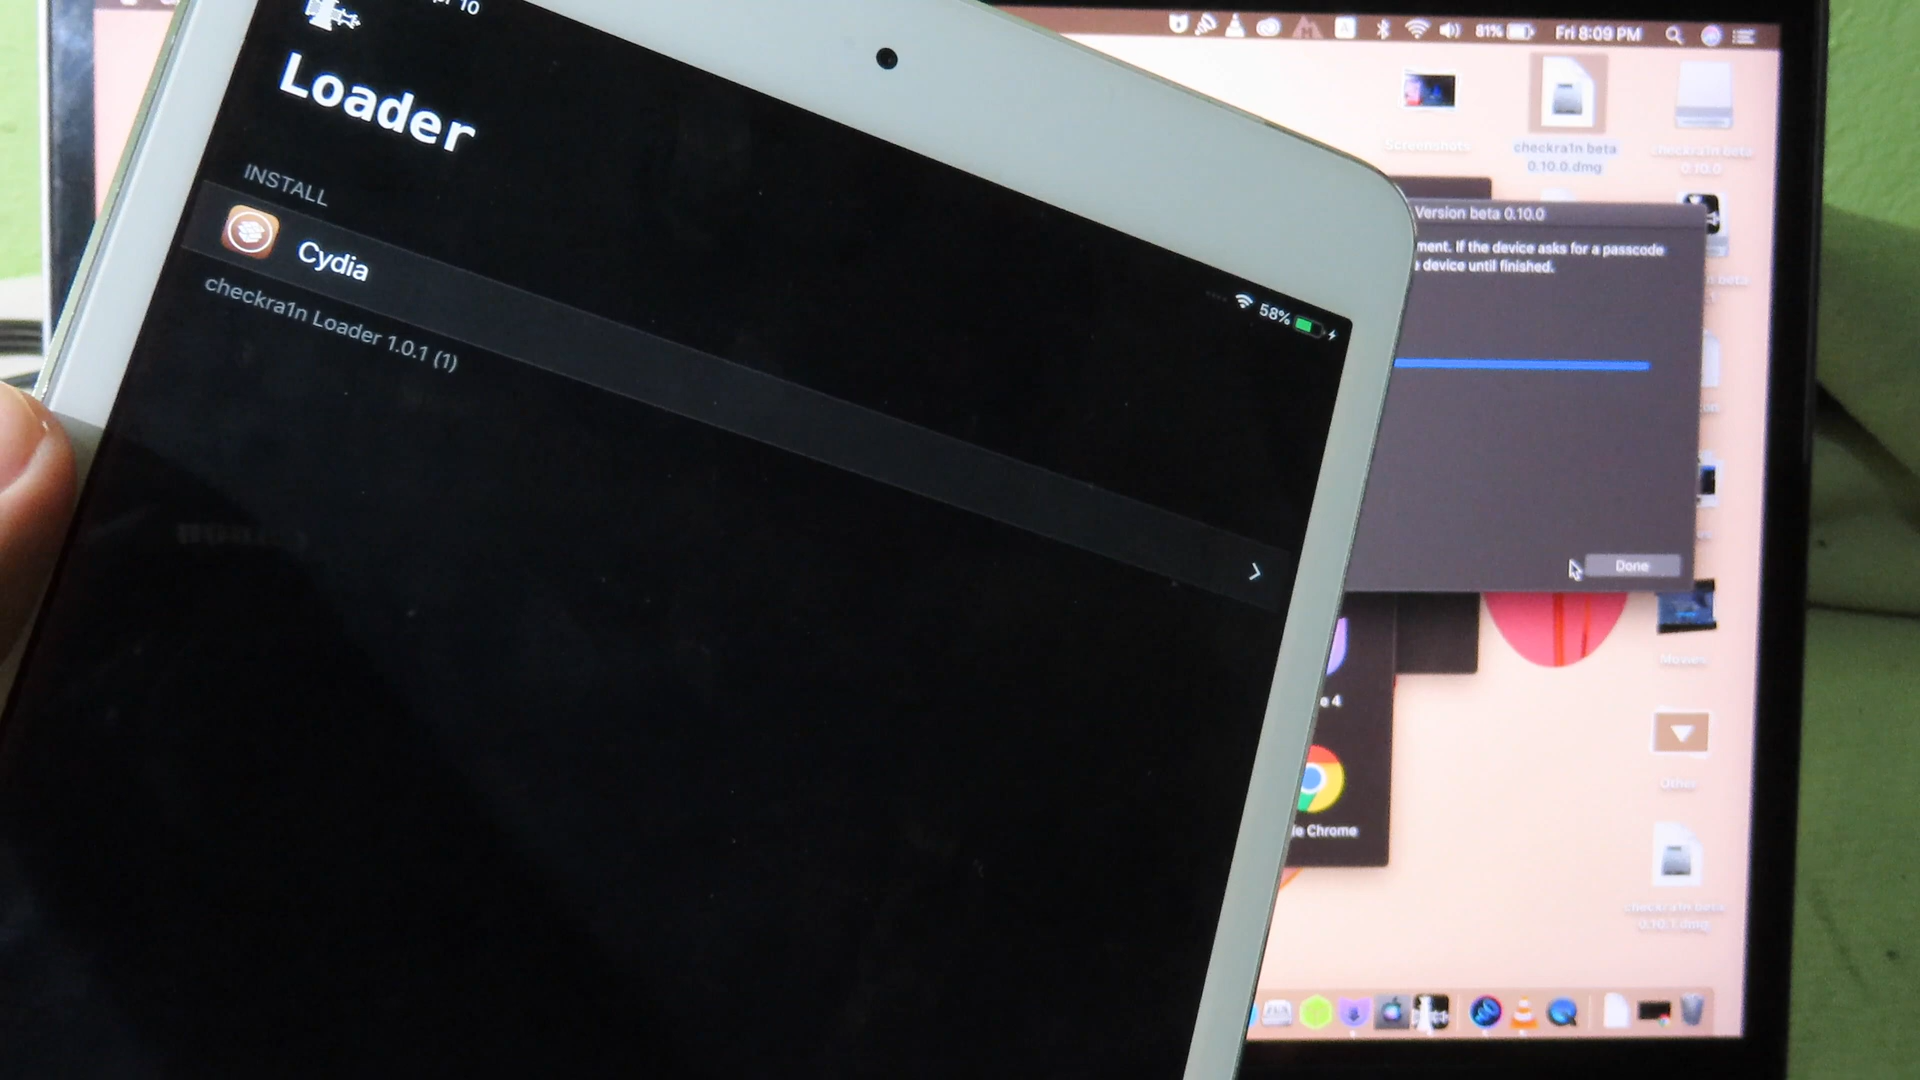 10
Loader
INSTALL
Cydia
checkra1n Loader 1.0.1 (1)
58%
81%
Fri 8:09 PM
Screenshots
checkra1n beta
0.10.0.dmg
checkra1n beta
0.10.0
Version beta 0.10.0
ment. If the device asks for a passcode
device until finished.
Done
e 4
le Chrome
Movies
Other
checkra1n beta
0.10.1.dmg